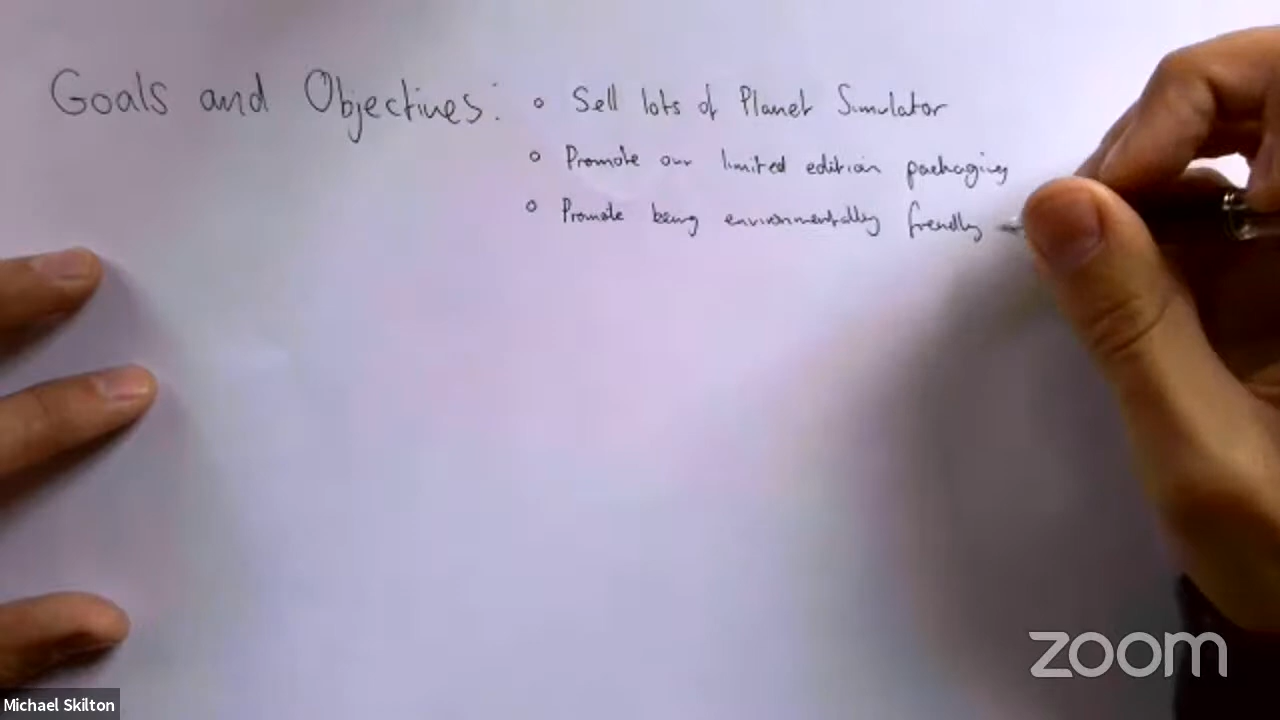 Goals and Objectives: ○ Sell lots of Planet Simulator
○ Promote our limited edition packaging
○ Promote being environmentally friendly -
zoom
Michael Skilton